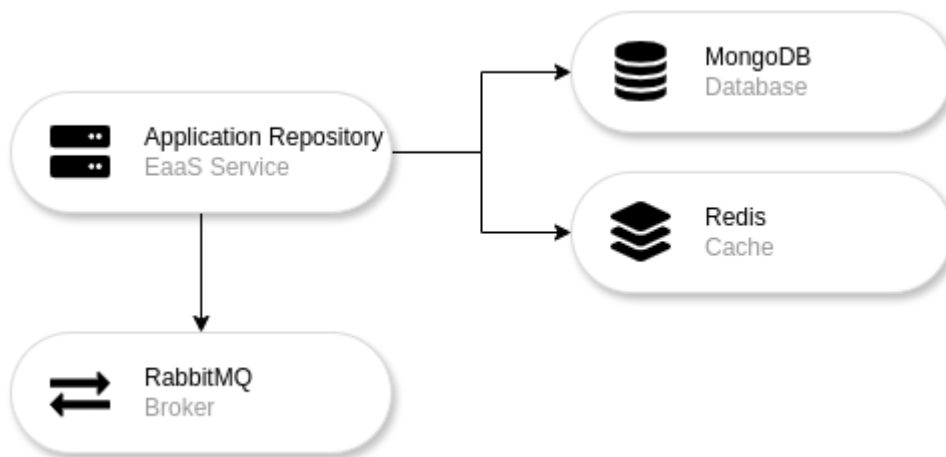 MongoDB
Database
Application Repository
EaaS Service
Redis
Cache
RabbitMQ
Broker